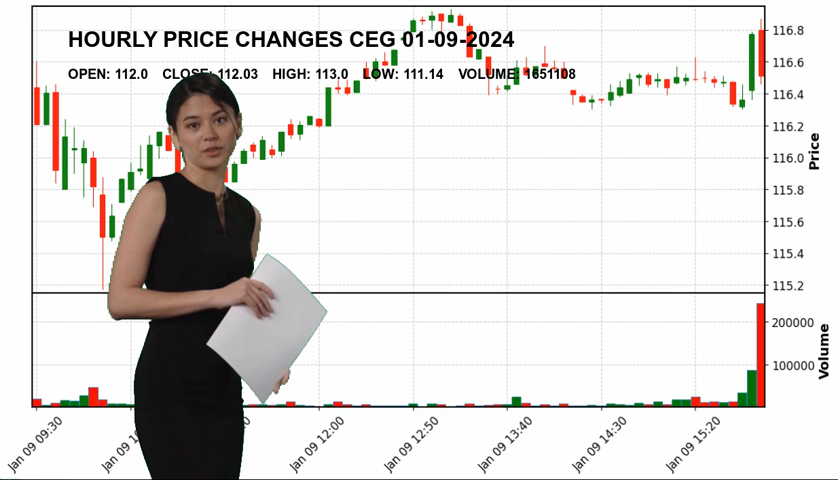 HOURLY PRICE CHANGES CEG 01-09-2024
OPEN: 112.0 CLOSE: 112.03 HIGH: 113.0 LOW: 111.14 VOLUME: 1651108
116.8
116.6
116.4
116.2
116.0
115.8
115.6
115.4
115.2
Price
200000
100000
Volume
Jan 09 09:30
Jan 09 12:00
Jan 09 12:50
Jan 09 13:40
Jan 09 14:30
Jan 09 15:20